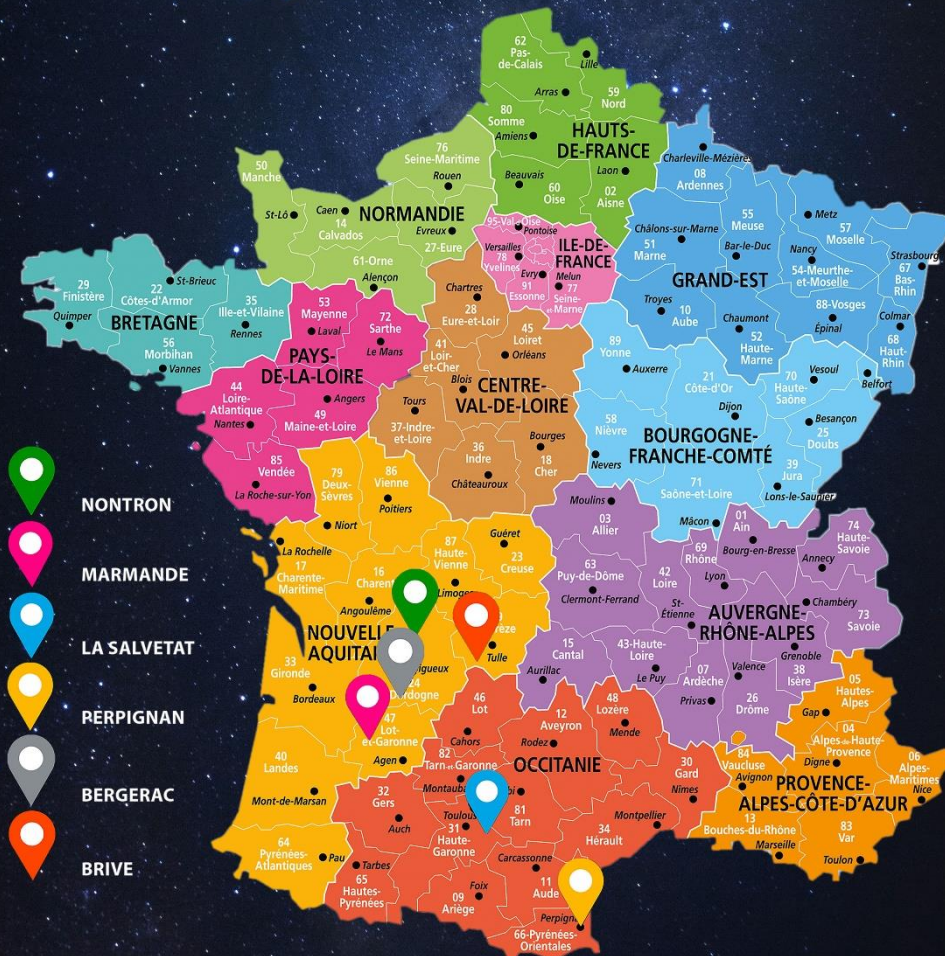 62
Pas-
de-Calais
Lille
Arras
59
Nord
80
Somme
Amiens
HAUTS-
DE-FRANCE
Beauvais
60
Oise
Laon
02
Aisne
76
Seine-Maritime
Rouen
50
Manche
St-Lô
Caen
14
Calvados
NORMANDIE
Evreux
27-Eure
61-Orne
Alençon
95-Val-d'Oise
Pontoise
Versailles
78
Yvelines
ILE-DE-
FRANCE
Evry
91
Essonne
Melun
77
Seine-
et-Marne
Charleville-Mézières
08
Ardennes
Châlons-sur-Marne
51
Marne
55
Meuse
Bar-le-Duc
Metz
57
Moselle
Nancy
54-Meurthe-
et-Moselle
Strasbourg
67
Bas-
Rhin
GRAND-EST
Troyes
10
Aube
Chaumont
52
Haute-
Marne
88-Vosges
Épinal
Colmar
68
Haut-
Rhin
29
Finistère
Quimper
22
Côtes-d'Armor
St-Brieuc
BRETAGNE
35
Ille-et-Vilaine
Rennes
56
Morbihan
Vannes
53
Mayenne
Laval
72
Sarthe
Le Mans
PAYS-
DE-LA-LOIRE
44
Loire-
Atlantique
Nantes
Angers
49
Maine-et-Loire
85
Vendée
La Roche-sur-Yon
Chartres
28
Eure-et-Loir
45
Loiret
Orléans
41
Loir-
et-Cher
Blois
CENTRE-
VAL-DE-LOIRE
Tours
37-Indre-
et-Loire
36
Indre
Châteauroux
Bourges
18
Cher
89
Yonne
Auxerre
21
Côte-d'Or
Dijon
70
Haute-
Saône
Vesoul
Belfort
Besançon
25
Doubs
58
Nièvre
Nevers
BOURGOGNE-
FRANCHE-COMTÉ
39
Jura
Lons-le-Saunier
71
Saône-et-Loire
Mâcon
79
Deux-
Sèvres
Niort
86
Vienne
Poitiers
La Rochelle
17
Charente-
Maritime
16
Angoulême
87
Haute-
Vienne
Guéret
23
Creuse
Tulle
NOUVELLE
33
Gironde
Bordeaux
24
47
Lot-
et-Garonne
Agen
40
Landes
Mont-de-Marsan
64
Pyrénées-
Atlantiques
Pau
Moulins
03
Allier
63
Puy-de-Dôme
Clermont-Ferrand
42
Loire
St-
Étienne
69
Rhône
Lyon
01
Ain
Bourg-en-Bresse
74
Haute-
Savoie
Annecy
Chambéry
73
Savoie
AUVERGNE-
RHÔNE-ALPES
15
Cantal
Aurillac
43-Haute-
Loire
Le Puy
07
Ardèche
Privas
Valence
26
Drôme
Grenoble
38
Isère
46
Lot
Cahors
12
Aveyron
Rodez
48
Lozère
Mende
OCCITANIE
82
Tarn-et-Garonne
32
Gers
Auch
31
Haute-
Garonne
81
Tarn
30
Gard
Nîmes
Montpellier
34
Hérault
Carcassonne
11
Aude
Tarbes
65
Hautes-
Pyrénées
Foix
09
Ariège
66-Pyrénées-
Orientales
05
Hautes-
Alpes
Gap
04
Alpes-de-Haute-
Provence
Digne
06
Alpes-
Maritimes
Nice
84
Vaucluse
Avignon
PROVENCE-
ALPES-CÔTE-D'AZUR
13
Bouches-du-Rhône
Marseille
83
Var
Toulon
NONTRON
MARMANDE
LA SALVETAT
PERPIGNAN
BERGERAC
BRIVE